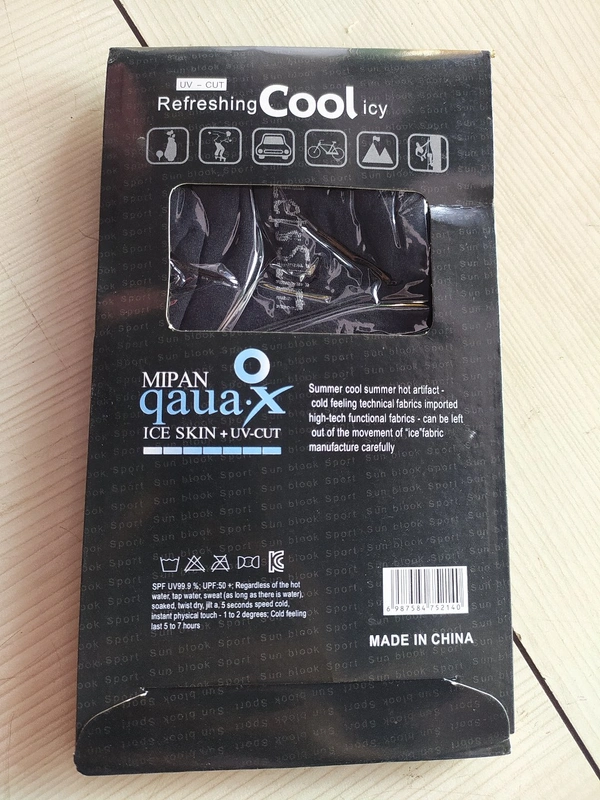 UV – CUT
Refreshing Cool icy
MIPAN
qaua·X
ICE SKIN + UV-CUT
Summer cool summer hot artifact -
cold feeling technical fabrics imported
high-tech functional fabrics - can be left
out of the movement of "ice"fabric
manufacture carefully
SPF UV99.9 %; UPF:50 +; Regardless of the hot
water, tap water, sweat (as long as there is water),
soaked, twist dry, jilt a, 5 seconds speed cold,
instant physical touch - 1 to 2 degrees; Cold feeling
last 5 to 7 hours
6 987584 752140
MADE IN CHINA
Sun blook Sport